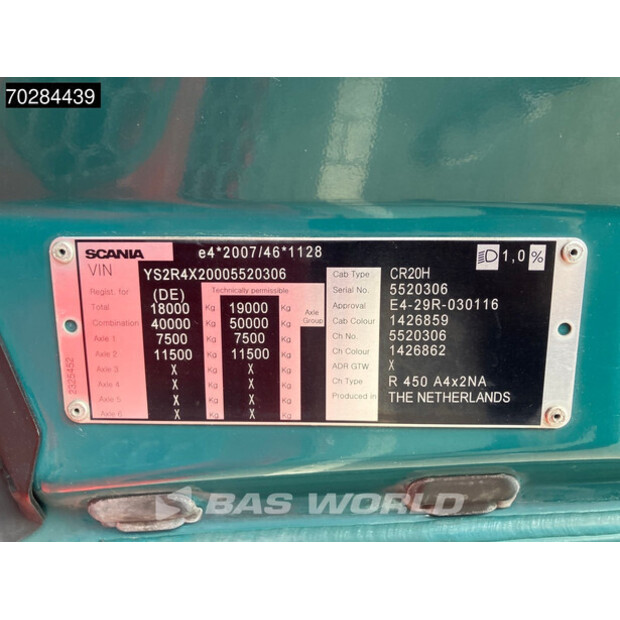 70284439
SCANIA e4*2007/46*1128 1,0 %
VIN YS2R4X20005520306
Regist. for (DE) Technically permissible
Total 18000 Kg 19000 Kg Axle Group
Combination 40000 Kg 50000 Kg
Axle 1 7500 Kg 7500 Kg
Axle 2 11500 Kg 11500 Kg
Axle 3 X Kg X Kg
Axle 4 X Kg X Kg
Axle 5 X Kg X Kg
Axle 6 X Kg X Kg
2325452
Cab Type CR20H
Serial No. 5520306
Approval E4-29R-030116
Cab Colour 1426859
Ch No. 5520306
Ch Colour 1426862
ADR GTW X
Ch Type R 450 A4x2NA
Produced in THE NETHERLANDS
BAS WORLD